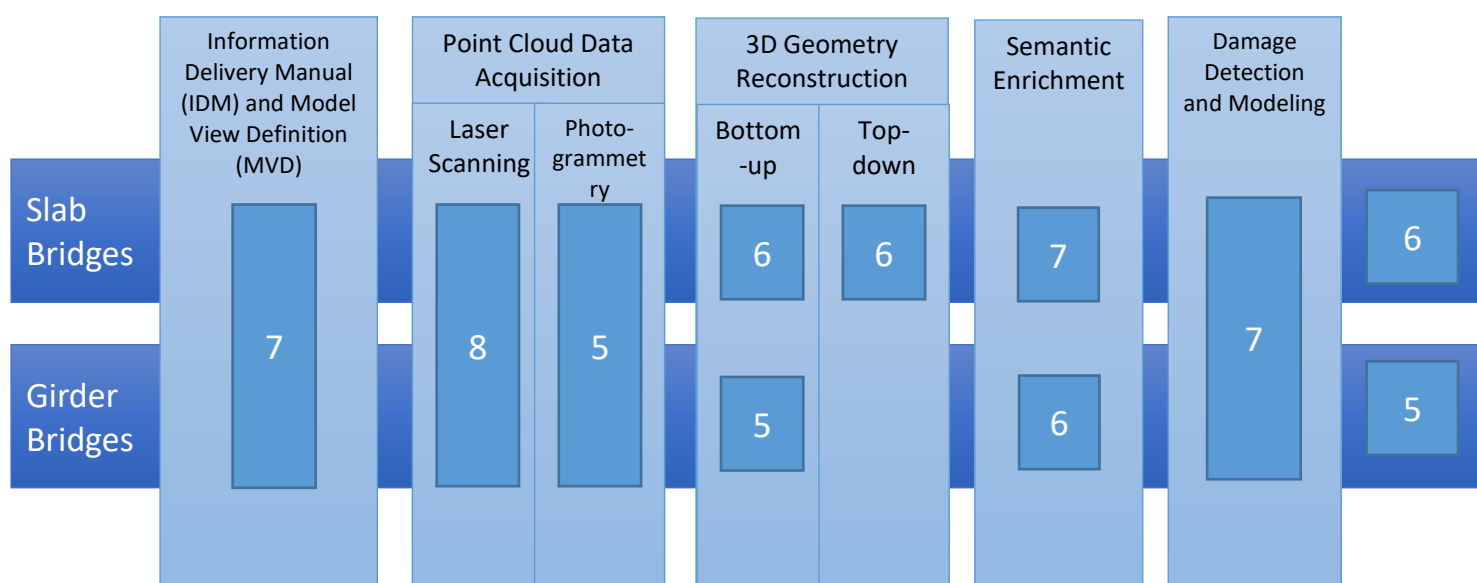 Information
Delivery Manual
(IDM) and Model
View Definition
(MVD)
Point Cloud Data
Acquisition
Laser
Scanning
Photo-
grammet
ry
3D Geometry
Reconstruction
Bottom
-up
Top-
down
Semantic
Enrichment
Damage
Detection
and Modeling
Slab
Bridges
6
6
7
6
7
8
5
7
Girder
Bridges
5
6
5